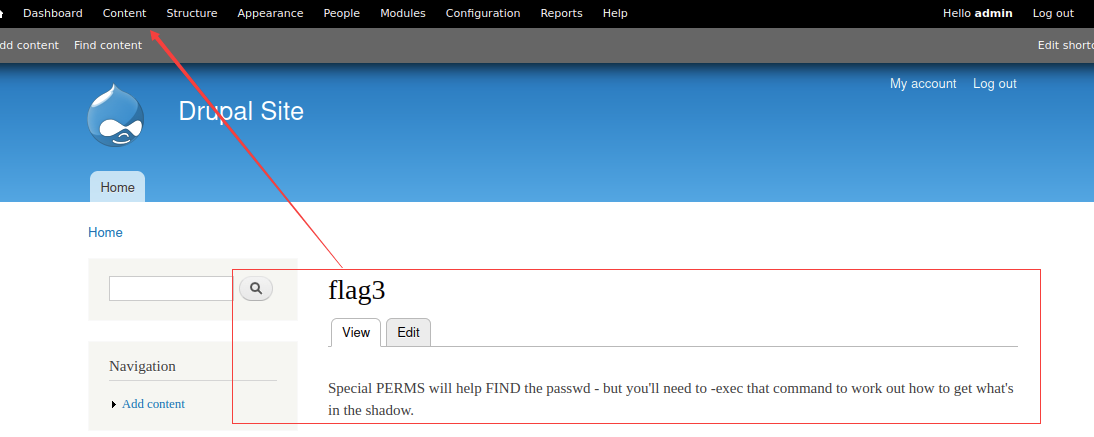 Dashboard Content Structure Appearance People Modules Configuration Reports Help Hello admin Log out
dd content Find content Edit shortc
My account Log out
Drupal Site
Home
Home
flag3
View Edit
Navigation
Special PERMS will help FIND the passwd - but you'll need to -exec that command to work out how to get what's
Add content
in the shadow.